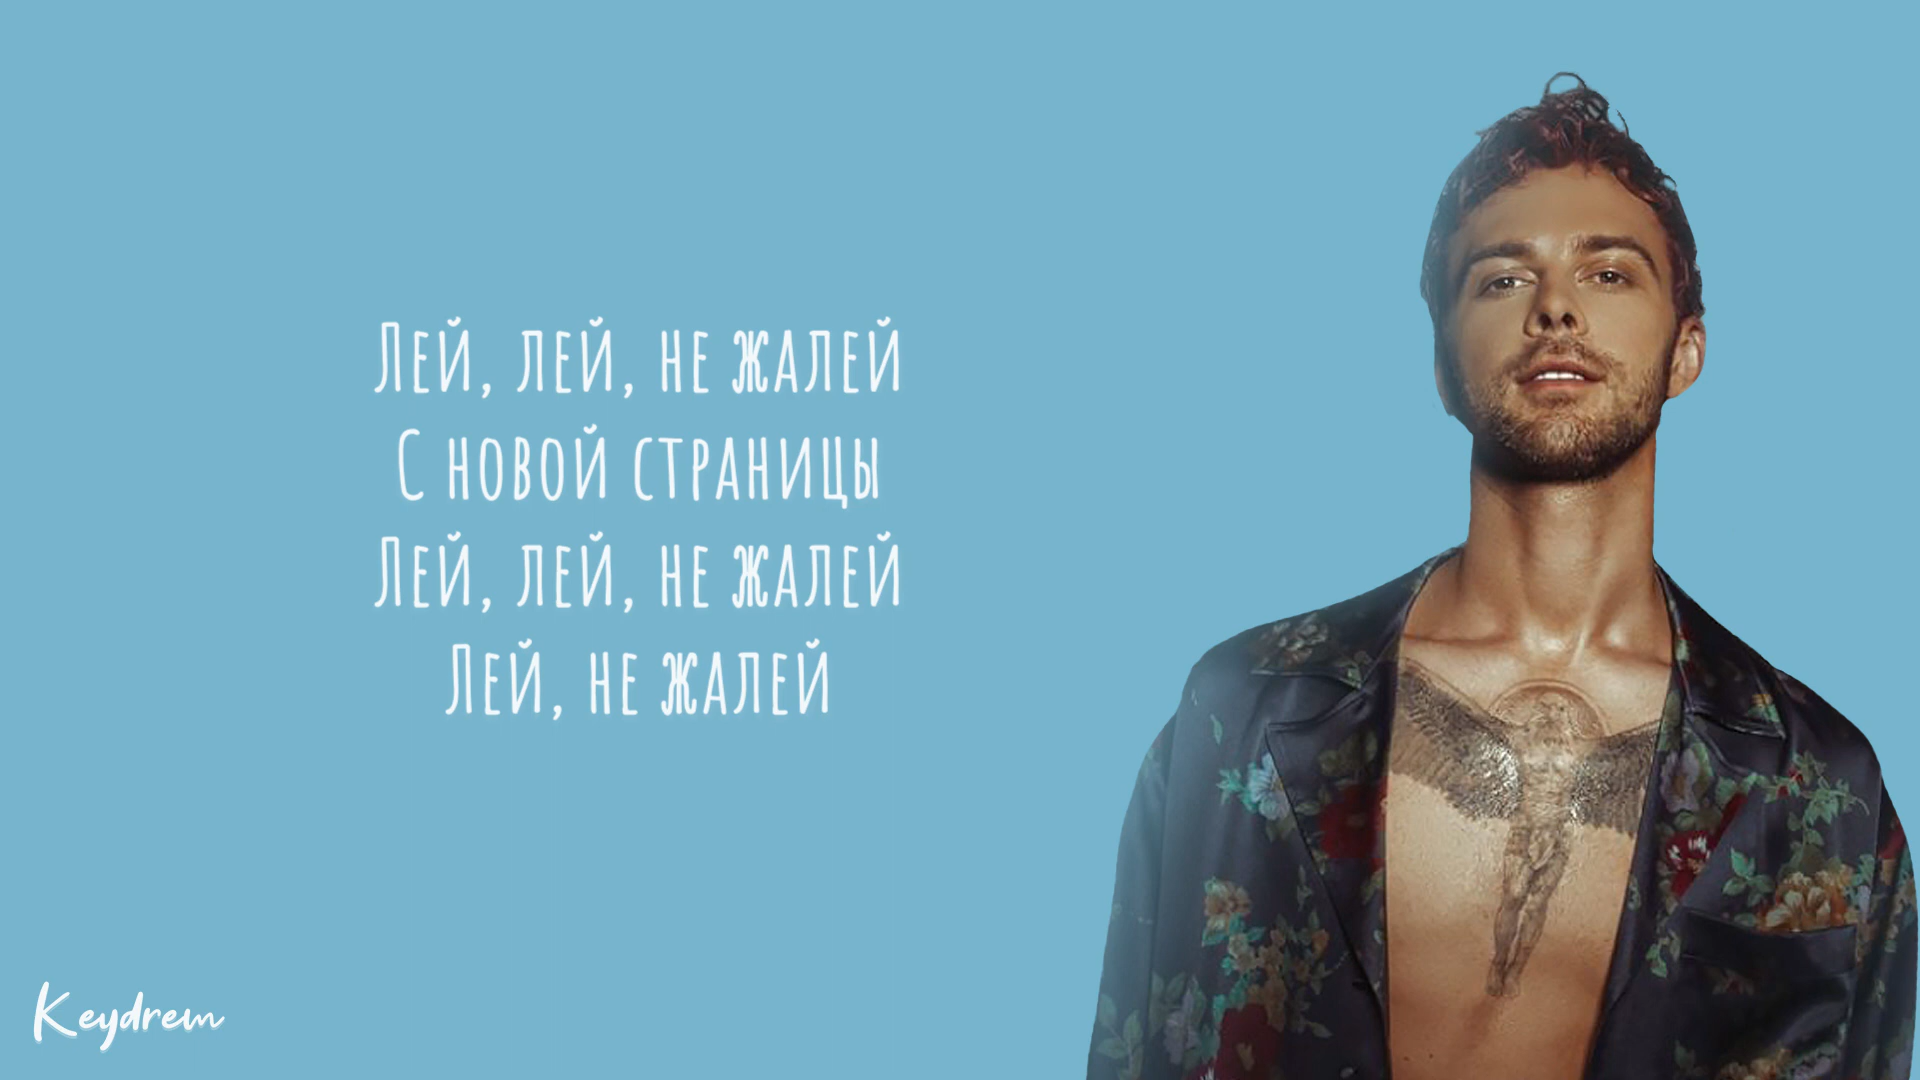 Лей, лей, не жалей
С новой страницы
Лей, лей, не жалей
Лей, не жалей
Keydrem